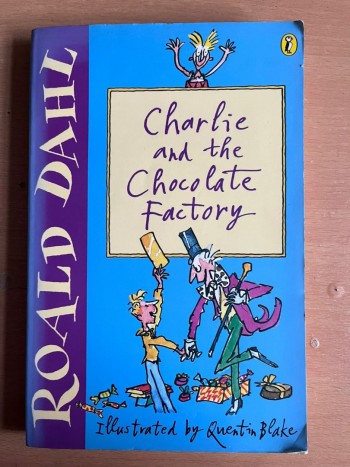 ROALD DAHL
Charlie
and the
Chocolate
Factory
Illustrated by Quentin Blake